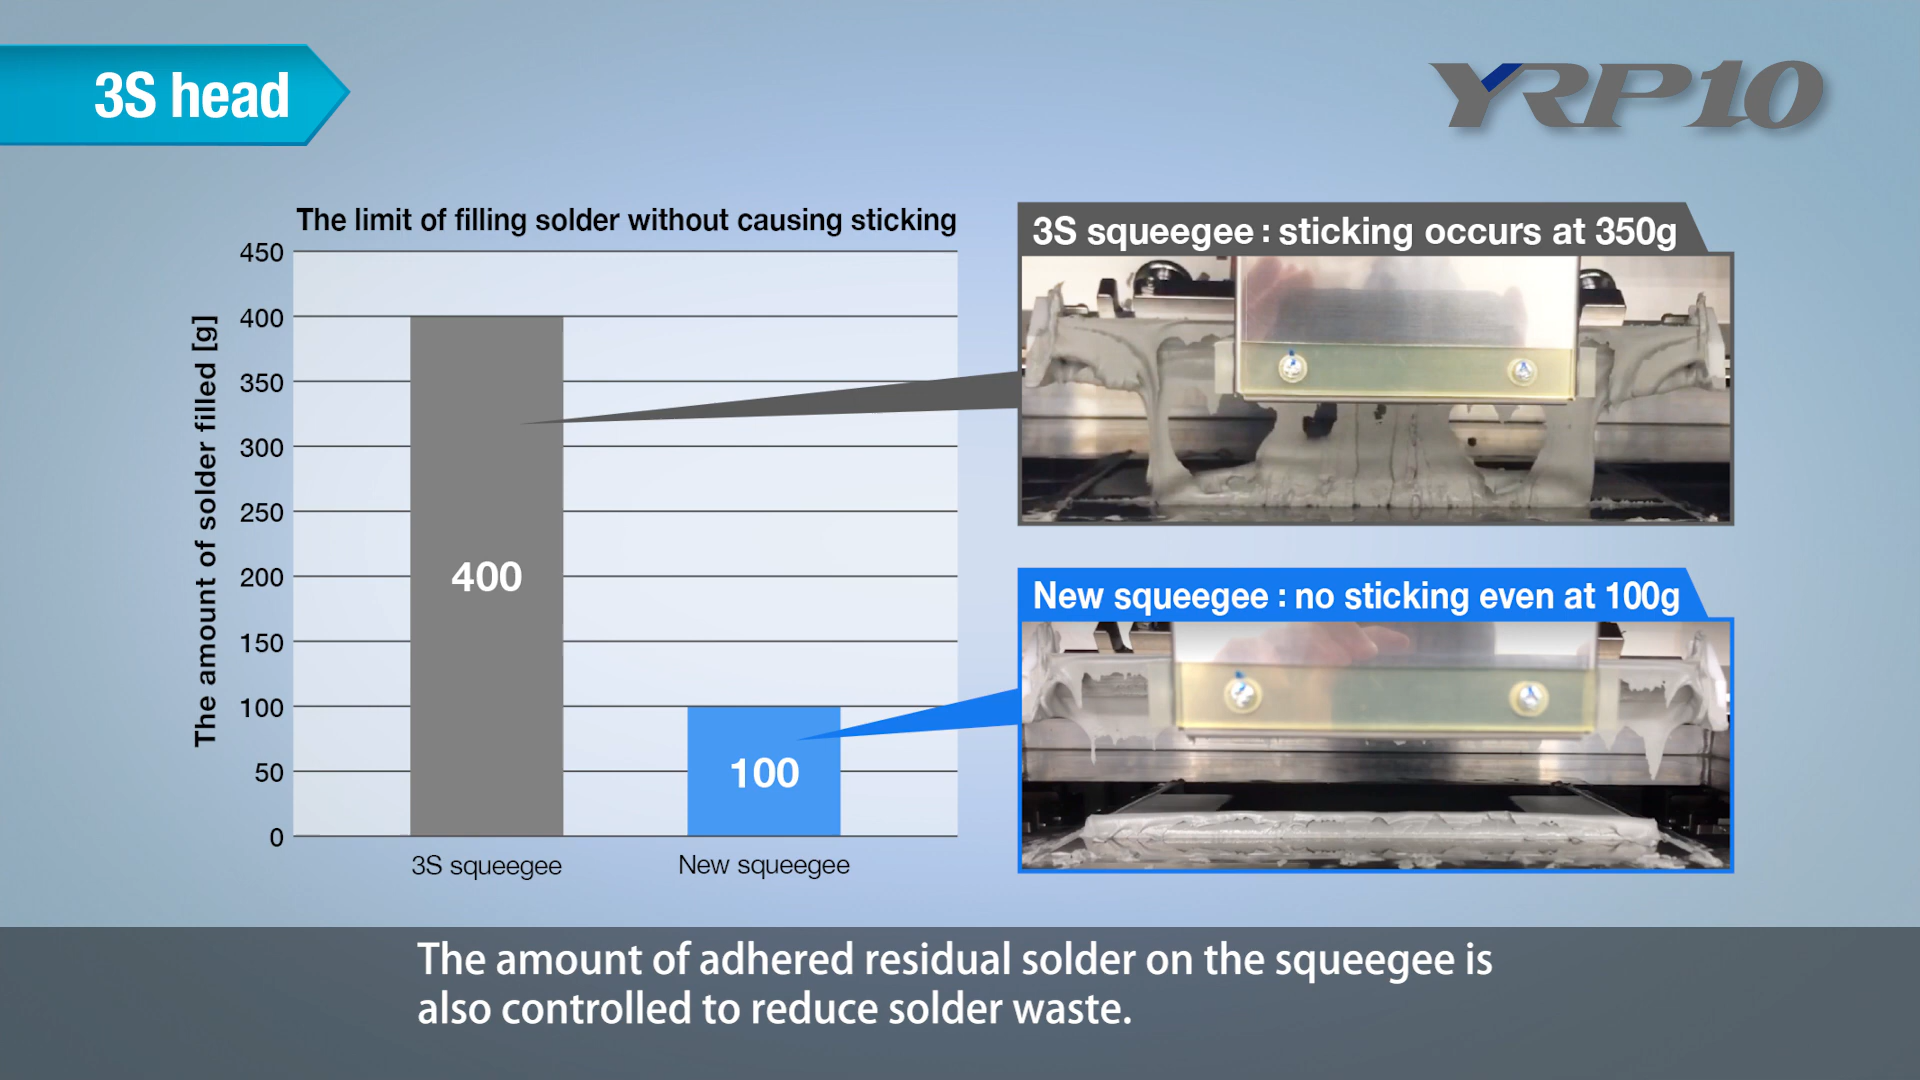 3S head
YRP10
The limit of filling solder without causing sticking
The amount of solder filled [g]
450
400
350
300
250
200
150
100
50
0
400
100
3S squeegee
New squeegee
3S squeegee : sticking occurs at 350g
New squeegee : no sticking even at 100g
The amount of adhered residual solder on the squeegee is
also controlled to reduce solder waste.